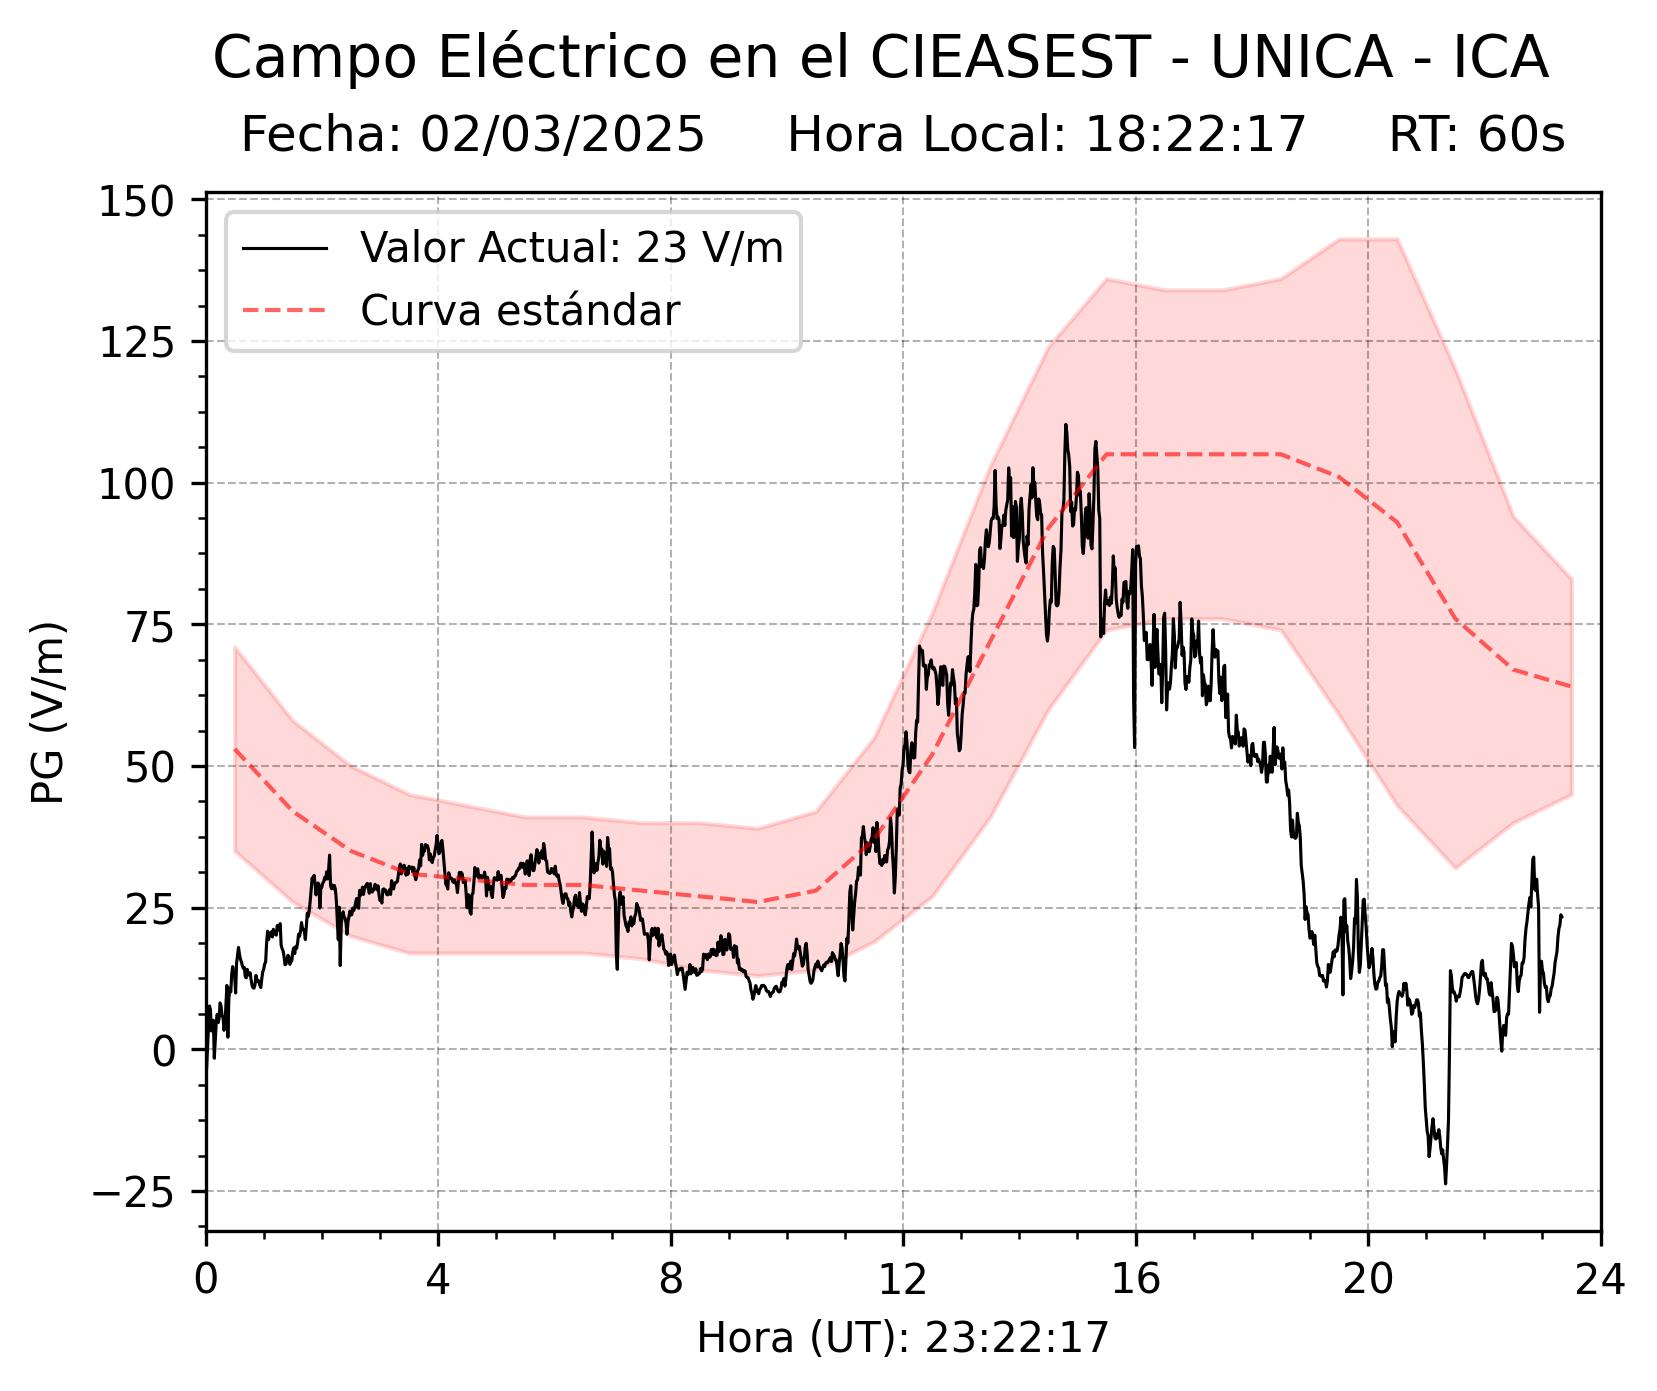 Campo Eléctrico en el CIEASEST - UNICA - ICA
Fecha: 02/03/2025 Hora Local: 18:22:17 RT: 60s
Valor Actual: 23 V/m
Curva estándar
PG (V/m)
150
125
100
75
50
25
0
−25
0 4 8 12 16 20 24
Hora (UT): 23:22:17